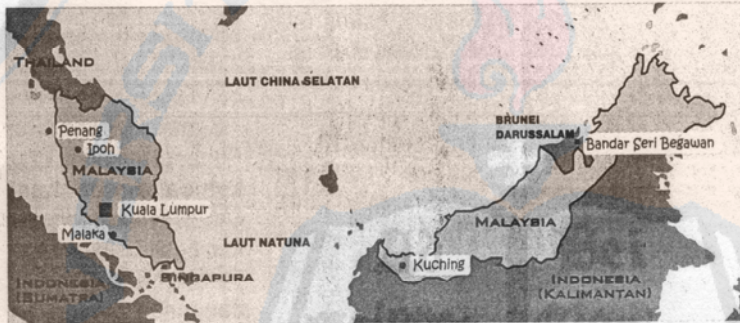 THAILAND
LAUT CHINA SELATAN
Penang
Ipoh
MALAYSIA
Kuala Lumpur
Malaka
LAUT NATUNA
SINGAPURA
INDONESIA
(SUMATRA)
BRUNEI
DARUSSALAM
Bandar Seri Begawan
MALAYSIA
Kuching
INDONESIA
(KALIMANTAN)